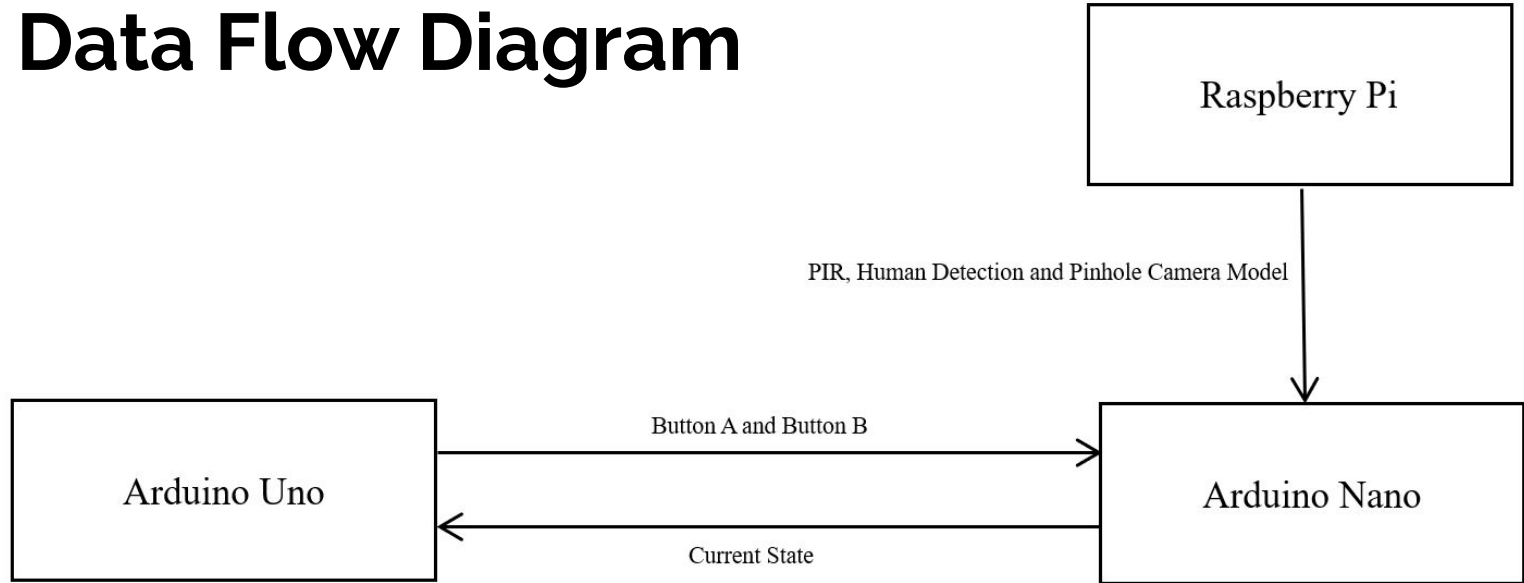 Data Flow Diagram
Raspberry Pi
PIR, Human Detection and Pinhole Camera Model
Button A and Button B
Arduino Uno
Arduino Nano
Current State